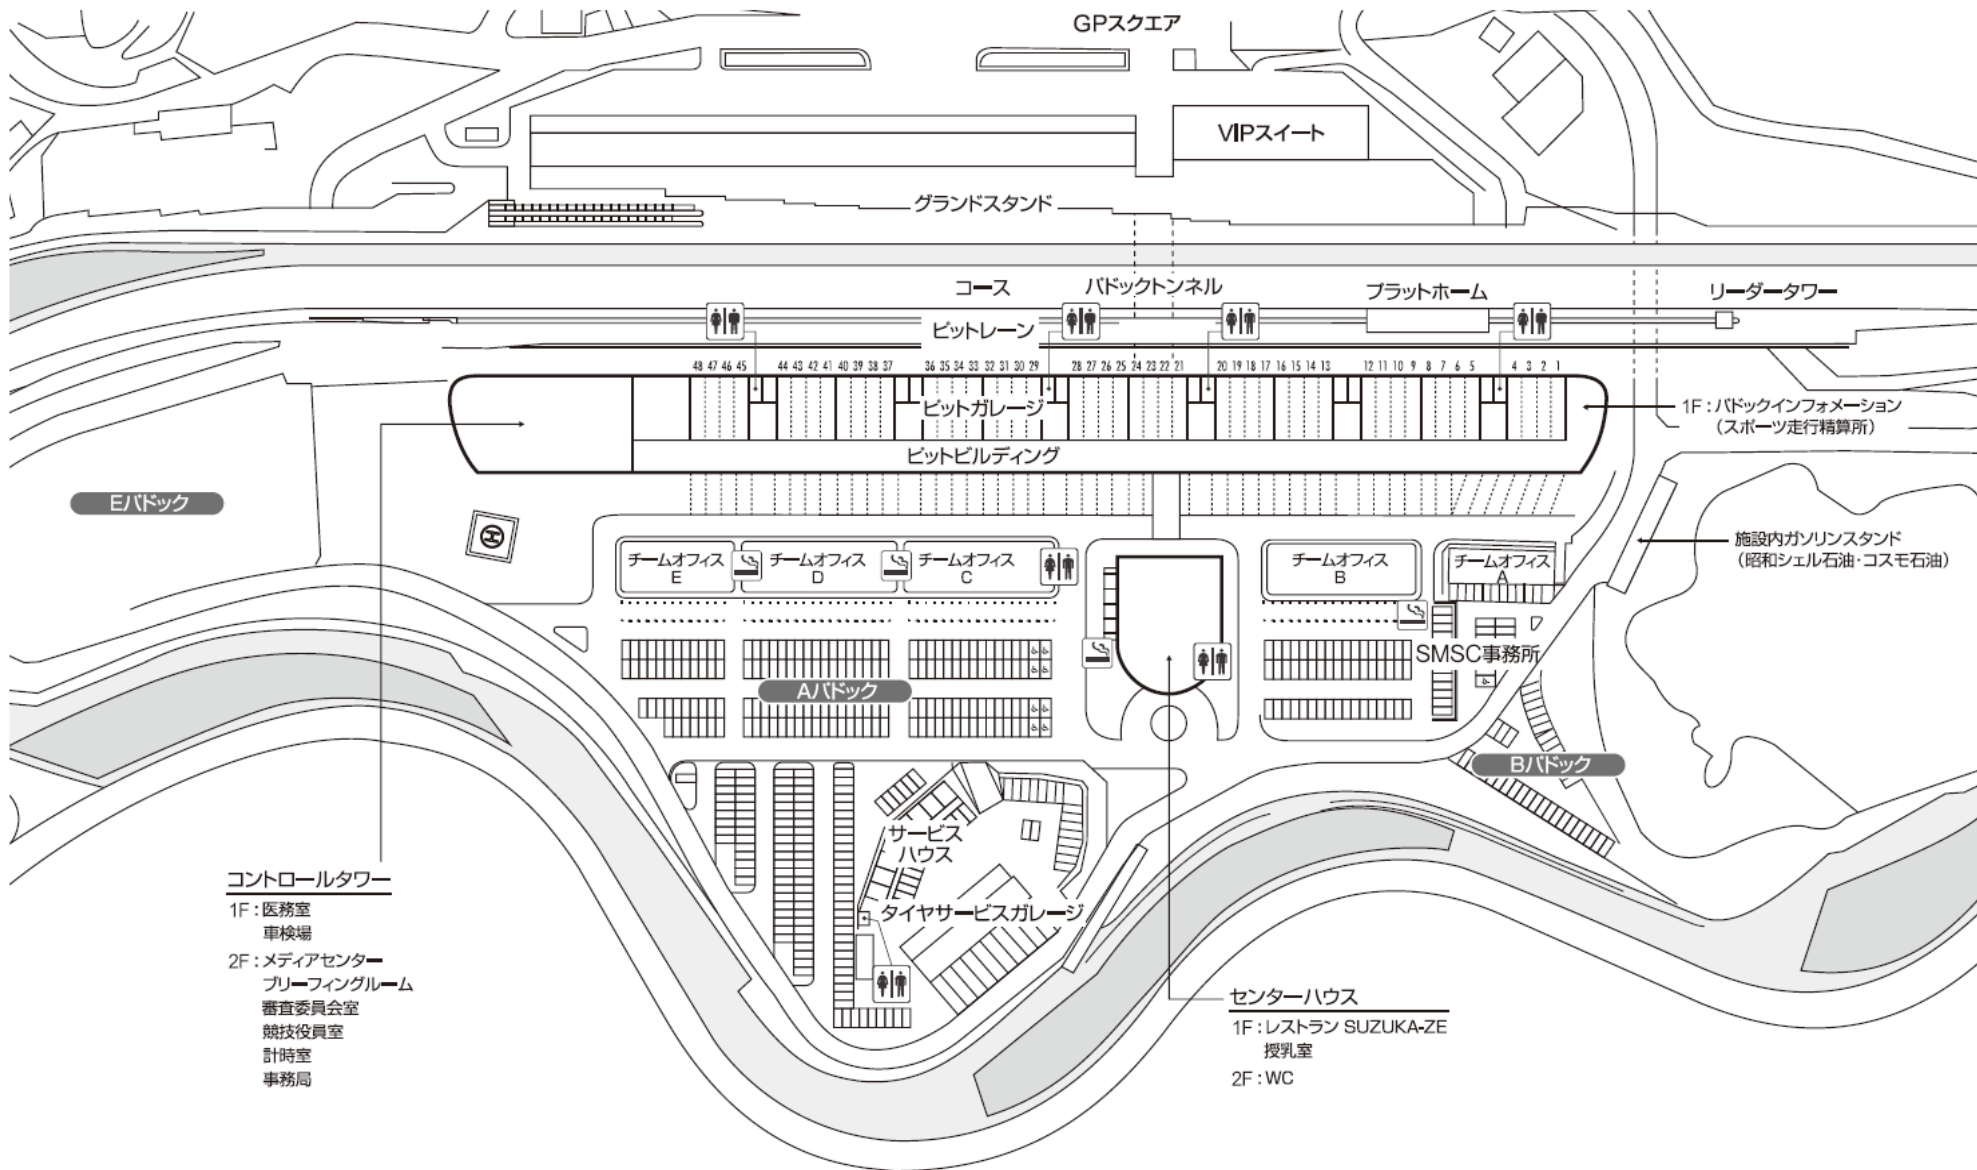 GPスクエア
VIPスイート
グランドスタンド
コース
パドックトンネル
プラットホーム
リーダータワー
ピットレーン
48 47 46 45 44 43 42 41 40 39 38 37 36 35 34 33 32 31 30 29 28 27 26 25 24 23 22 21 20 19 18 17 16 15 14 13 12 11 10 9 8 7 6 5 4 3 2 1
ピットガレージ
1F：パドックインフォメーション
（スポーツ走行精算所）
ピットビルディング
Eパドック
H
施設内ガソリンスタンド
（昭和シェル石油・コスモ石油）
チームオフィス
E
チームオフィス
D
チームオフィス
C
チームオフィス
B
チームオフィス
A
SMSC事務所
Aパドック
Bパドック
サービス
ハウス
タイヤサービスガレージ
コントロールタワー
1F：医務室
車検場
2F：メディアセンター
ブリーフィングルーム
審査委員会室
競技役員室
計時室
事務局
センターハウス
1F：レストラン SUZUKA-ZE
授乳室
2F：WC